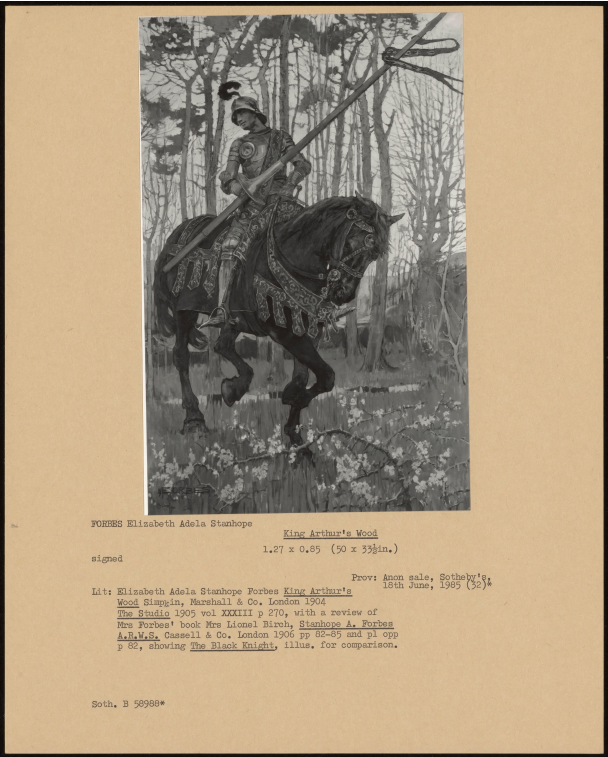 FORBES Elizabeth Adela Stanhope
King Arthur's Wood
1.27 x 0.85 (50 x 33½in.)
signed
Prov: Anon sale, Sotheby's,
18th June, 1985 (32)*
Lit: Elizabeth Adela Stanhope Forbes King Arthur's
Wood Simpkin, Marshall & Co. London 1904
The Studio 1905 vol XXXIII p 270, with a review of
Mrs Forbes' book Mrs Lionel Birch, Stanhope A. Forbes
A.R.W.S. Cassell & Co. London 1906 pp 82-85 and pl opp
p 82, showing The Black Knight, illus. for comparison.
Soth. B 58988*